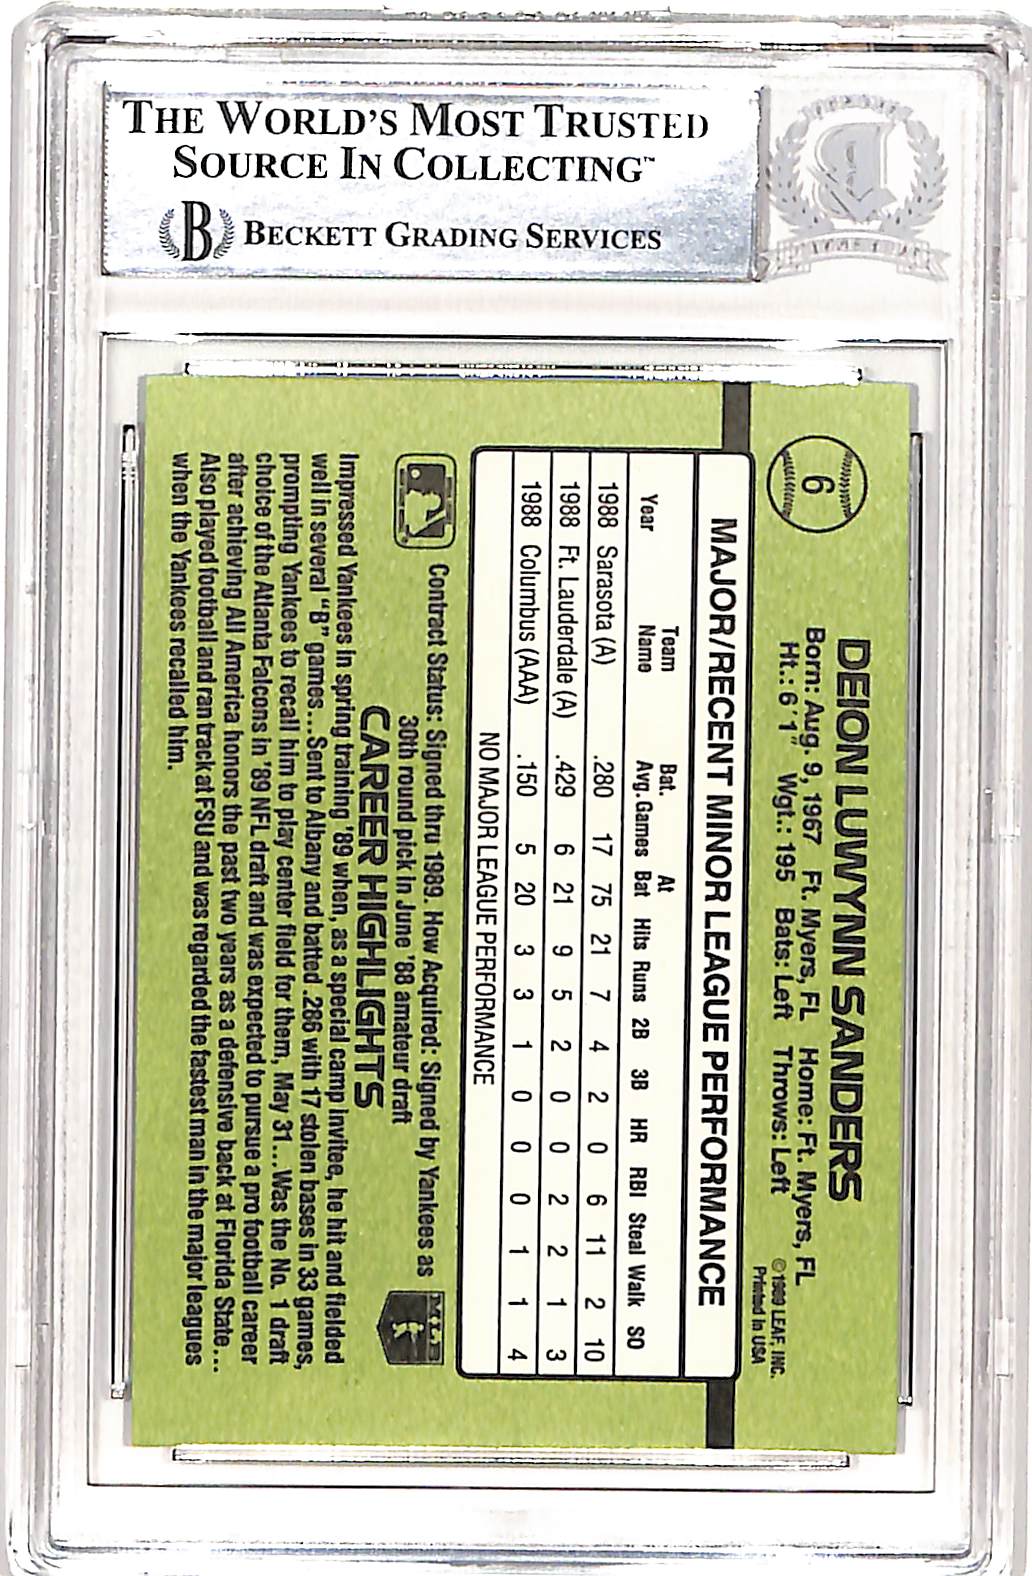 THE WORLD'S MOST TRUSTED
SOURCE IN COLLECTING™
B BECKETT GRADING SERVICES
6
DEION LUWYNN SANDERS
Born: Aug. 9, 1967 Ft. Myers, FL Home: Ft. Myers, FL
Ht.: 6'1" Wgt.: 195 Bats: Left Throws: Left
©1989 LEAF, INC.
Printed in USA
MAJOR/RECENT MINOR LEAGUE PERFORMANCE
Year Team Name Bat. Avg. Games At Bat Hits Runs 2B 3B HR RBI Steal Walk SO
1988 Sarasota (A) .280 17 75 21 7 4 2 0 6 11 2 10
1988 Ft. Lauderdale (A) .429 6 21 9 5 2 0 0 2 2 1 3
1988 Columbus (AAA) .150 5 20 3 3 1 0 0 0 1 1 4
NO MAJOR LEAGUE PERFORMANCE
Contract Status: Signed thru 1989. How Acquired: Signed by Yankees as
30th round pick in June '88 amateur draft
CAREER HIGHLIGHTS
Impressed Yankees in spring training '89 when, as a special camp invitee, he hit and fielded
well in several "B" games...Sent to Albany and batted .286 with 17 stolen bases in 33 games,
prompting Yankees to recall him to play center field for them, May 31...Was the No. 1 draft
choice of the Atlanta Falcons in '89 NFL draft and was expected to pursue a pro football career
after achieving All America honors the past two years as a defensive back at Florida State...
Also played football and ran track at FSU and was regarded the fastest man in the major leagues
when the Yankees recalled him.